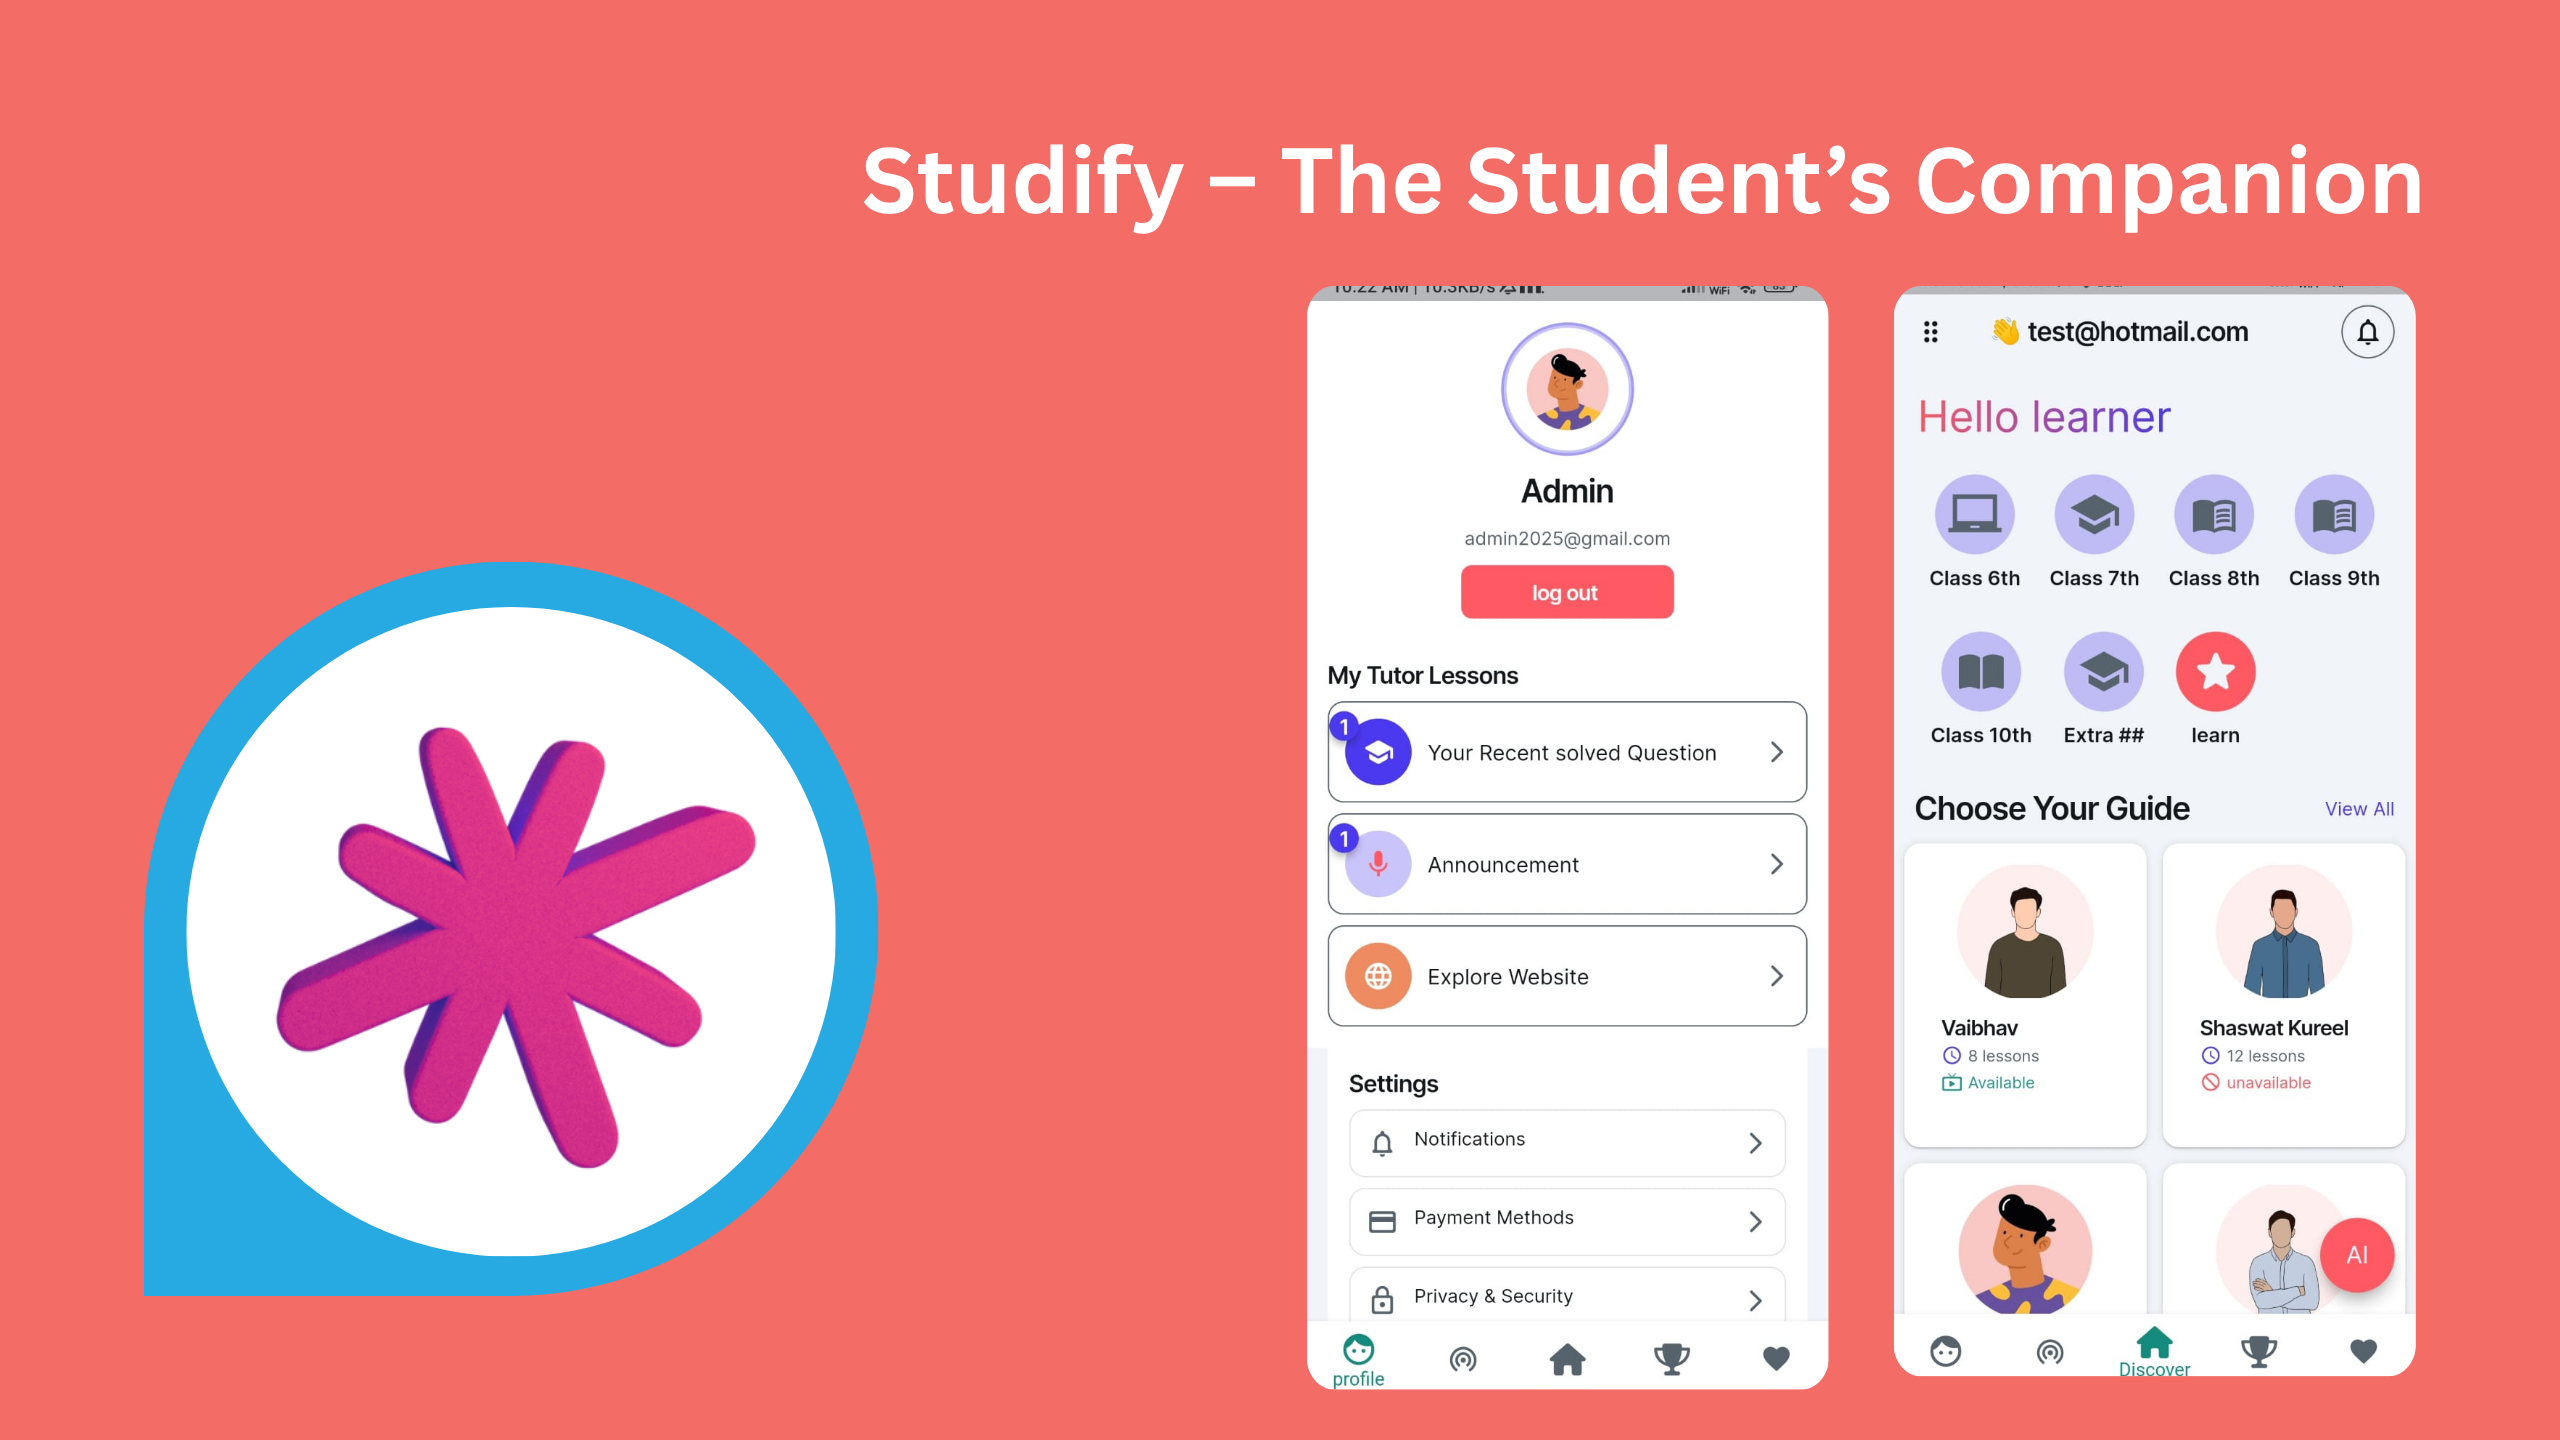 Studify – The Student’s Companion
10:22 AM | 10.3KB/s
WiFi
Admin
admin2025@gmail.com
log out
My Tutor Lessons
1
Your Recent solved Question
1
Announcement
Explore Website
Settings
Notifications
Payment Methods
Privacy & Security
profile
👋 test@hotmail.com
Hello learner
Class 6th Class 7th Class 8th Class 9th
Class 10th Extra ## learn
Choose Your Guide View All
Vaibhav
8 lessons
Available
Shaswat Kureel
12 lessons
unavailable
AI
Discover